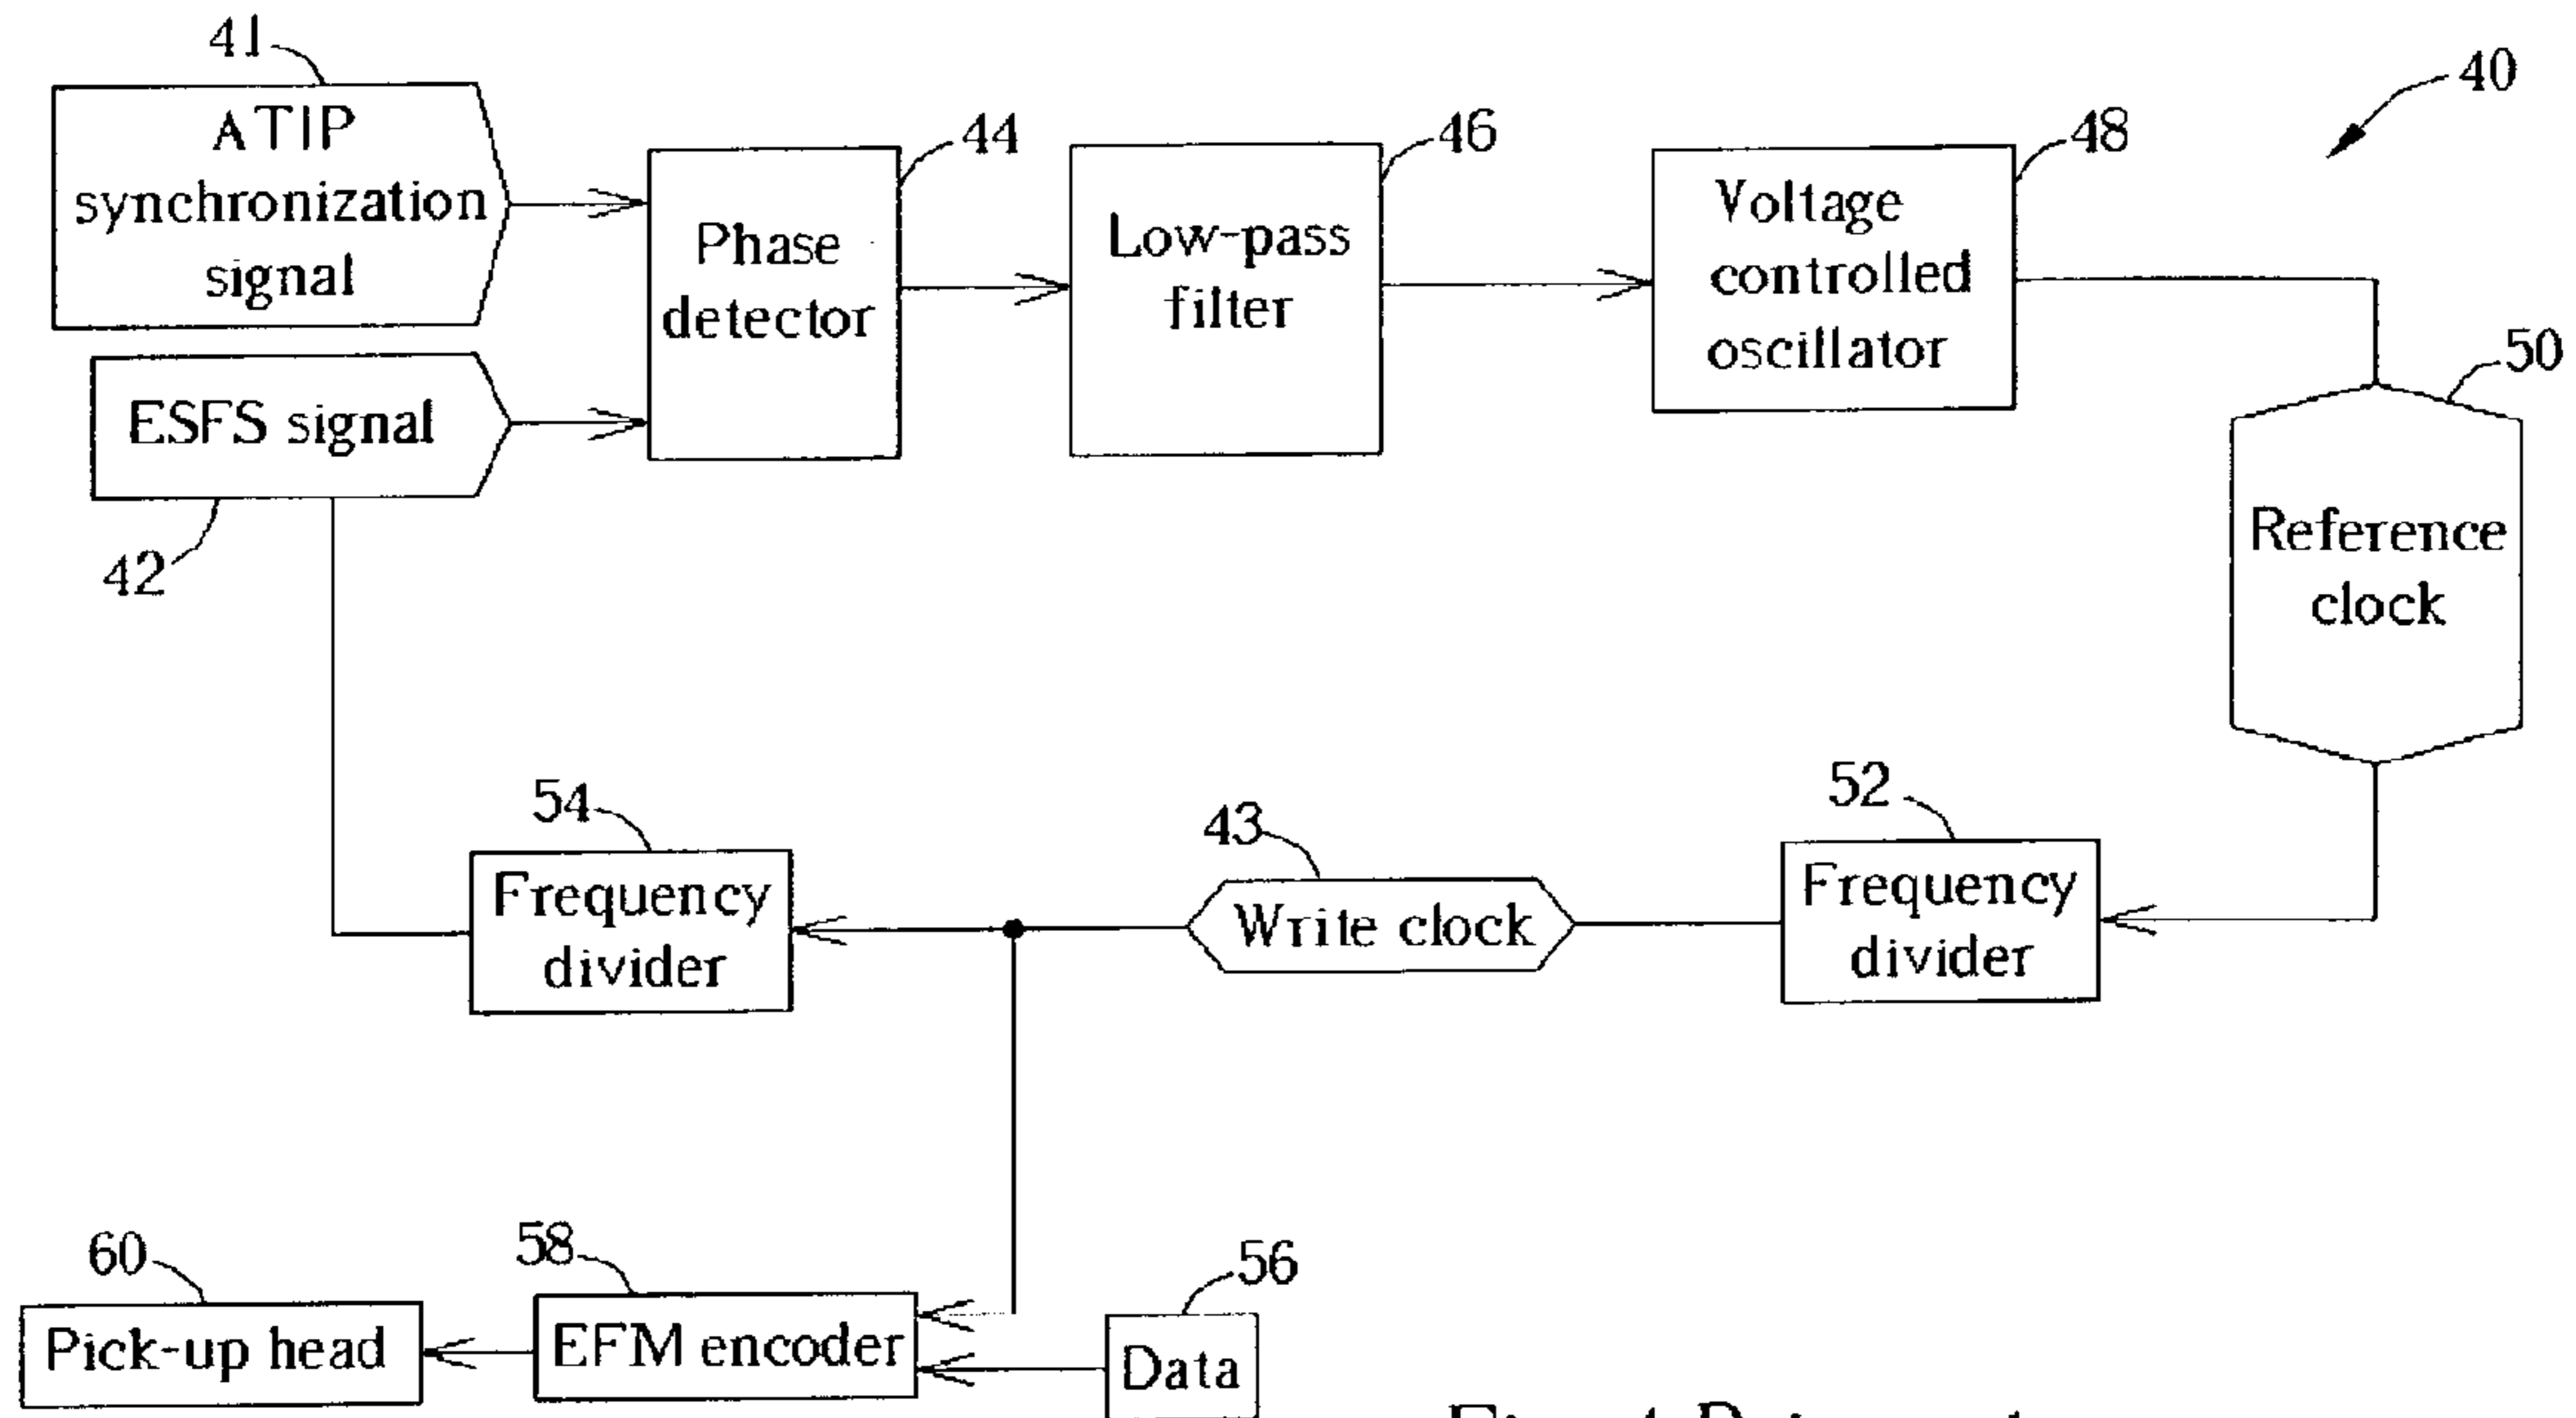 41
40
ATIP
synchronization
signal
44
46
48
Phase
detector
Low-pass
filter
Voltage
controlled
oscillator
ESFS signal
42
50
Reference
clock
54
43
52
Frequency
divider
Write clock
Frequency
divider
60
58
56
Pick-up head
EFM encoder
Data